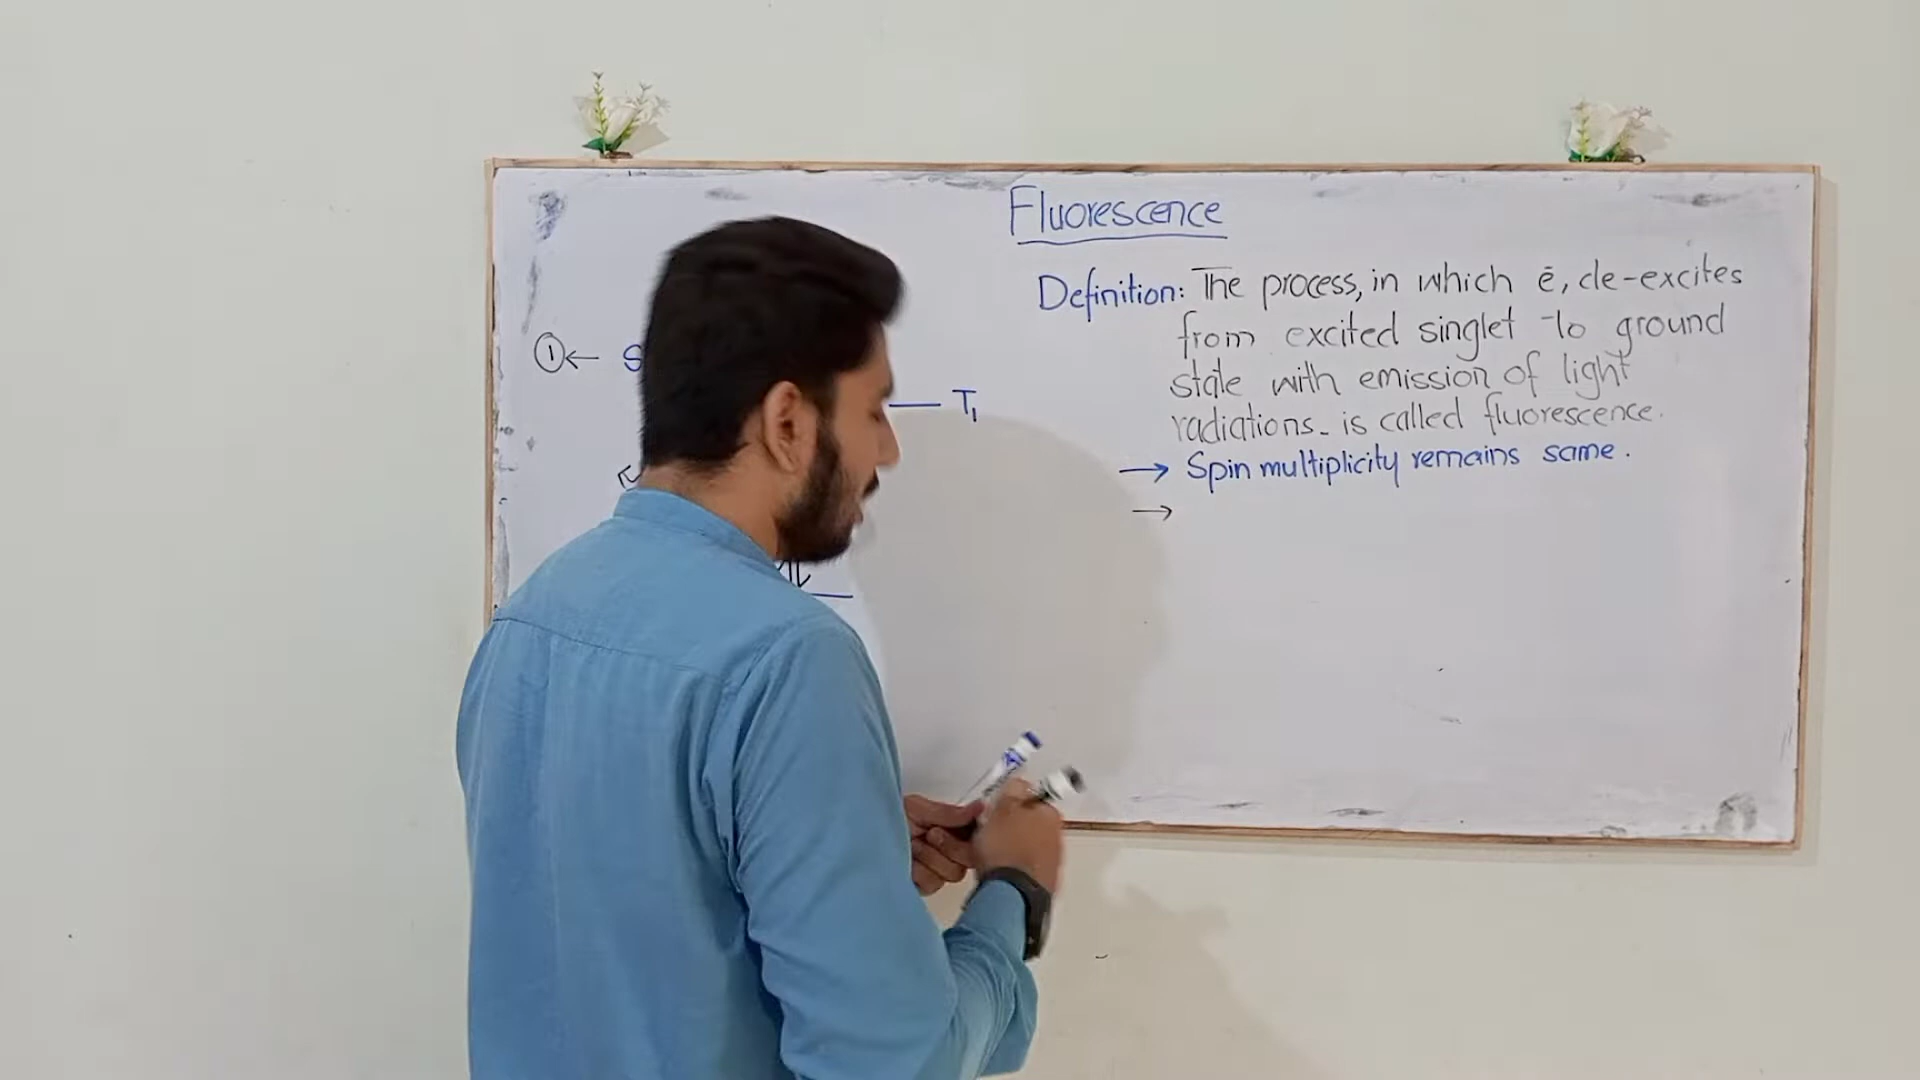 Fluorescence
Definition: The process, in which ē, de-excites
from excited singlet to ground
state with emission of light
radiations. is called fluorescence.
→ Spin multiplicity remains same.
→
① ← S
T₁